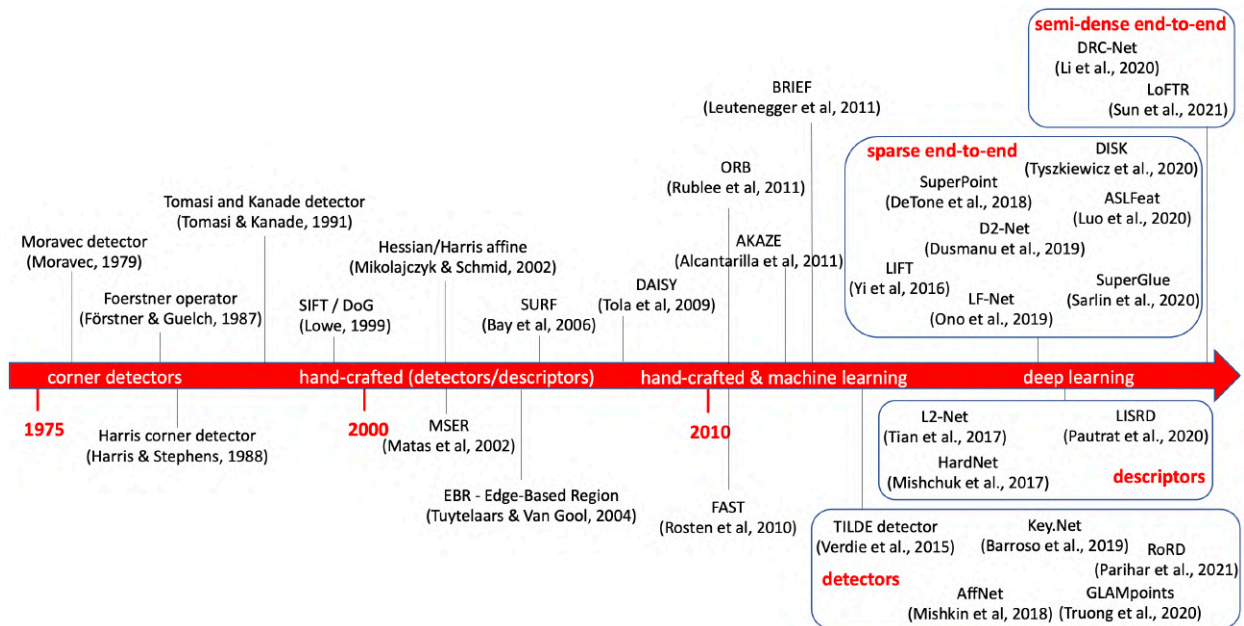 semi-dense end-to-end
DRC-Net
(Li et al., 2020)
LoFTR
(Sun et al., 2021)
BRIEF
(Leutenegger et al, 2011)
sparse end-to-end
DISK
(Tyszkiewicz et al., 2020)
ORB
(Rublee et al, 2011)
SuperPoint
(DeTone et al., 2018)
ASLFeat
(Luo et al., 2020)
Tomasi and Kanade detector
(Tomasi & Kanade, 1991)
D2-Net
(Dusmanu et al., 2019)
Moravec detector
(Moravec, 1979)
Hessian/Harris affine
(Mikolajczyk & Schmid, 2002)
AKAZE
(Alcantarilla et al, 2011)
LIFT
(Yi et al, 2016)
SuperGlue
(Sarlin et al., 2020)
Foerstner operator
(Förstner & Guelch, 1987)
SIFT / DoG
(Lowe, 1999)
SURF
(Bay et al, 2006)
DAISY
(Tola et al, 2009)
LF-Net
(Ono et al., 2019)
corner detectors
hand-crafted (detectors/descriptors)
hand-crafted & machine learning
deep learning
1975
2000
2010
Harris corner detector
(Harris & Stephens, 1988)
MSER
(Matas et al, 2002)
L2-Net
(Tian et al., 2017)
LISRD
(Pautrat et al., 2020)
HardNet
(Mishchuk et al., 2017)
descriptors
EBR - Edge-Based Region
(Tuytelaars & Van Gool, 2004)
FAST
(Rosten et al, 2010)
TILDE detector
(Verdie et al., 2015)
Key.Net
(Barroso et al., 2019)
RoRD
(Parihar et al., 2021)
detectors
AffNet
(Mishkin et al, 2018)
GLAMpoints
(Truong et al., 2020)